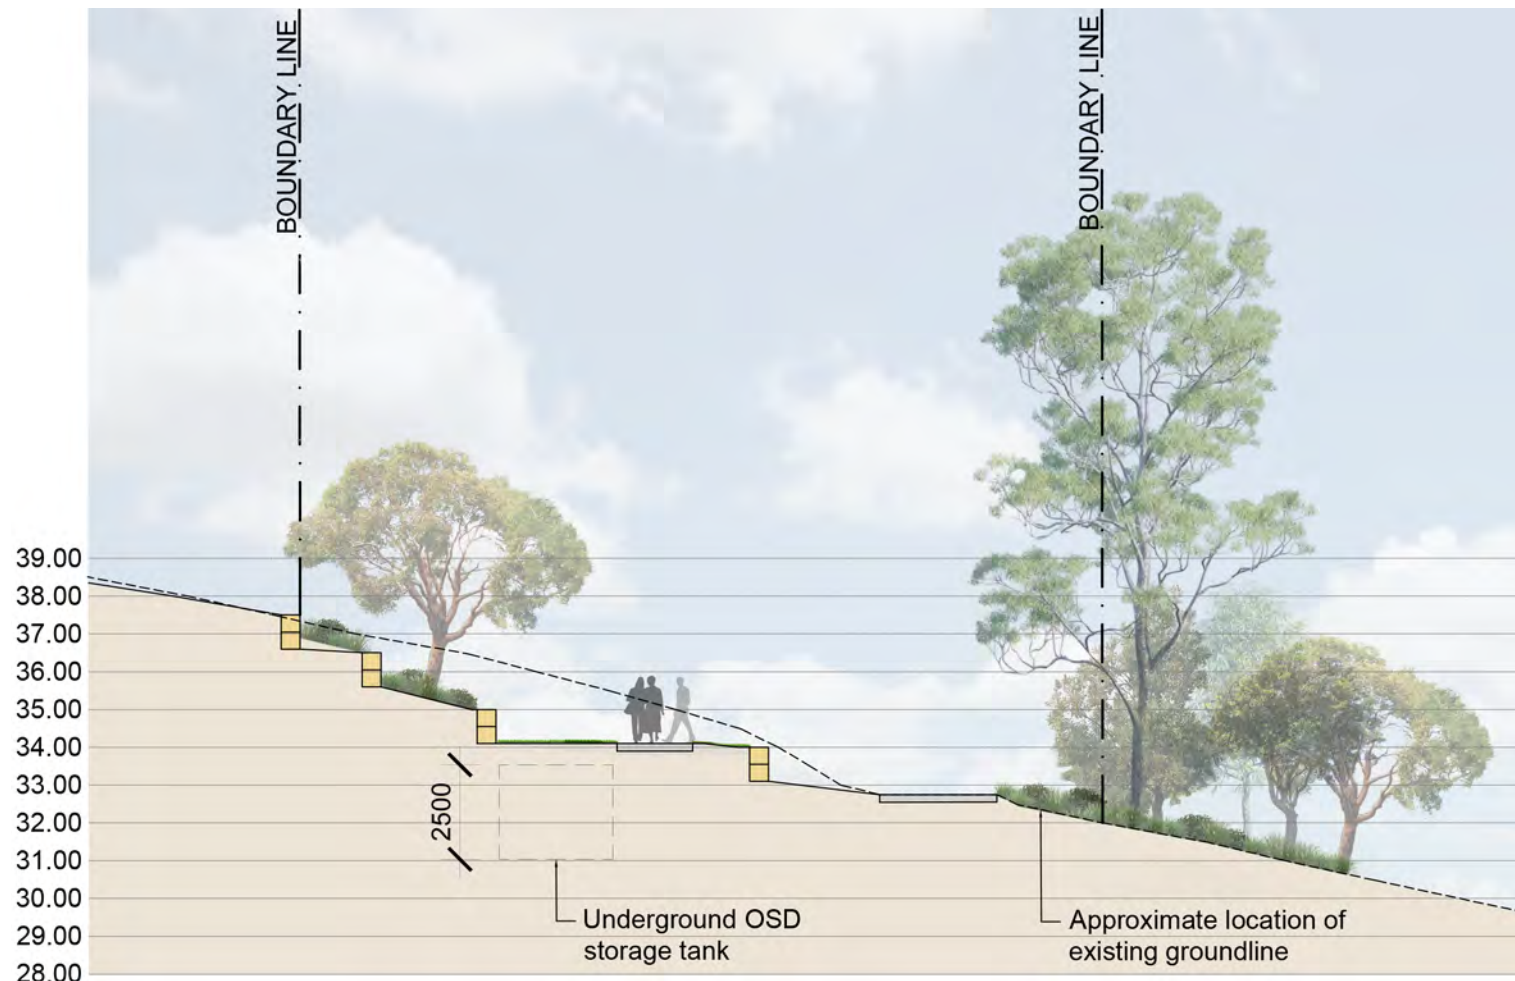 BOUNDARY LINE
BOUNDARY LINE
39.00
38.00
37.00
36.00
35.00
34.00
33.00
32.00
31.00
30.00
29.00
28.00
2500
Underground OSD
storage tank
Approximate location of
existing groundline